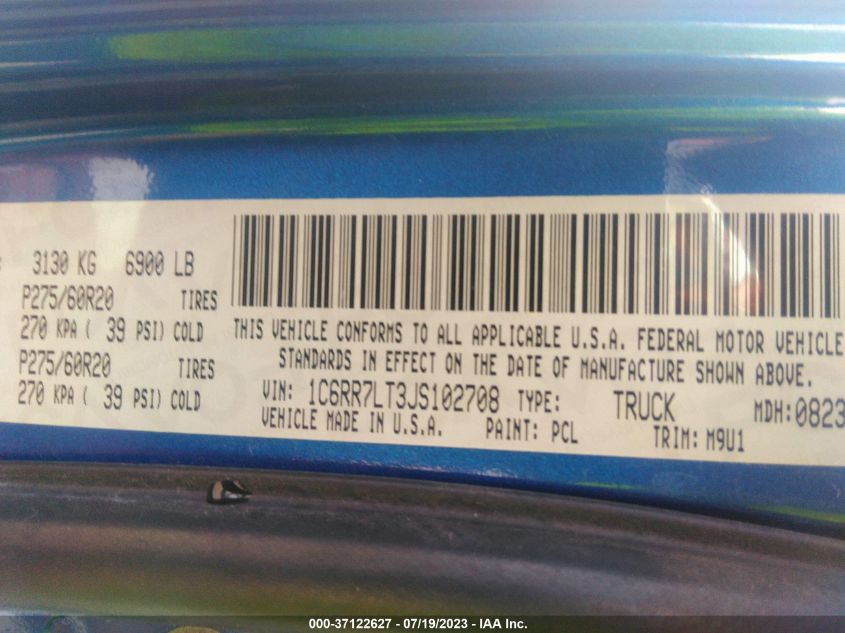 3130 KG 6900 LB
P275/60R20 TIRES
270 KPA ( 39 PSI) COLD
P275/60R20 TIRES
270 KPA ( 39 PSI) COLD
THIS VEHICLE CONFORMS TO ALL APPLICABLE U.S.A. FEDERAL MOTOR VEHICLE
STANDARDS IN EFFECT ON THE DATE OF MANUFACTURE SHOWN ABOVE.
VIN: 1C6RR7LT3JS102708 TYPE: TRUCK MDH: 0823
VEHICLE MADE IN U.S.A. PAINT: PCL TRIM: M9U1
000-37122627 - 07/19/2023 - IAA Inc.